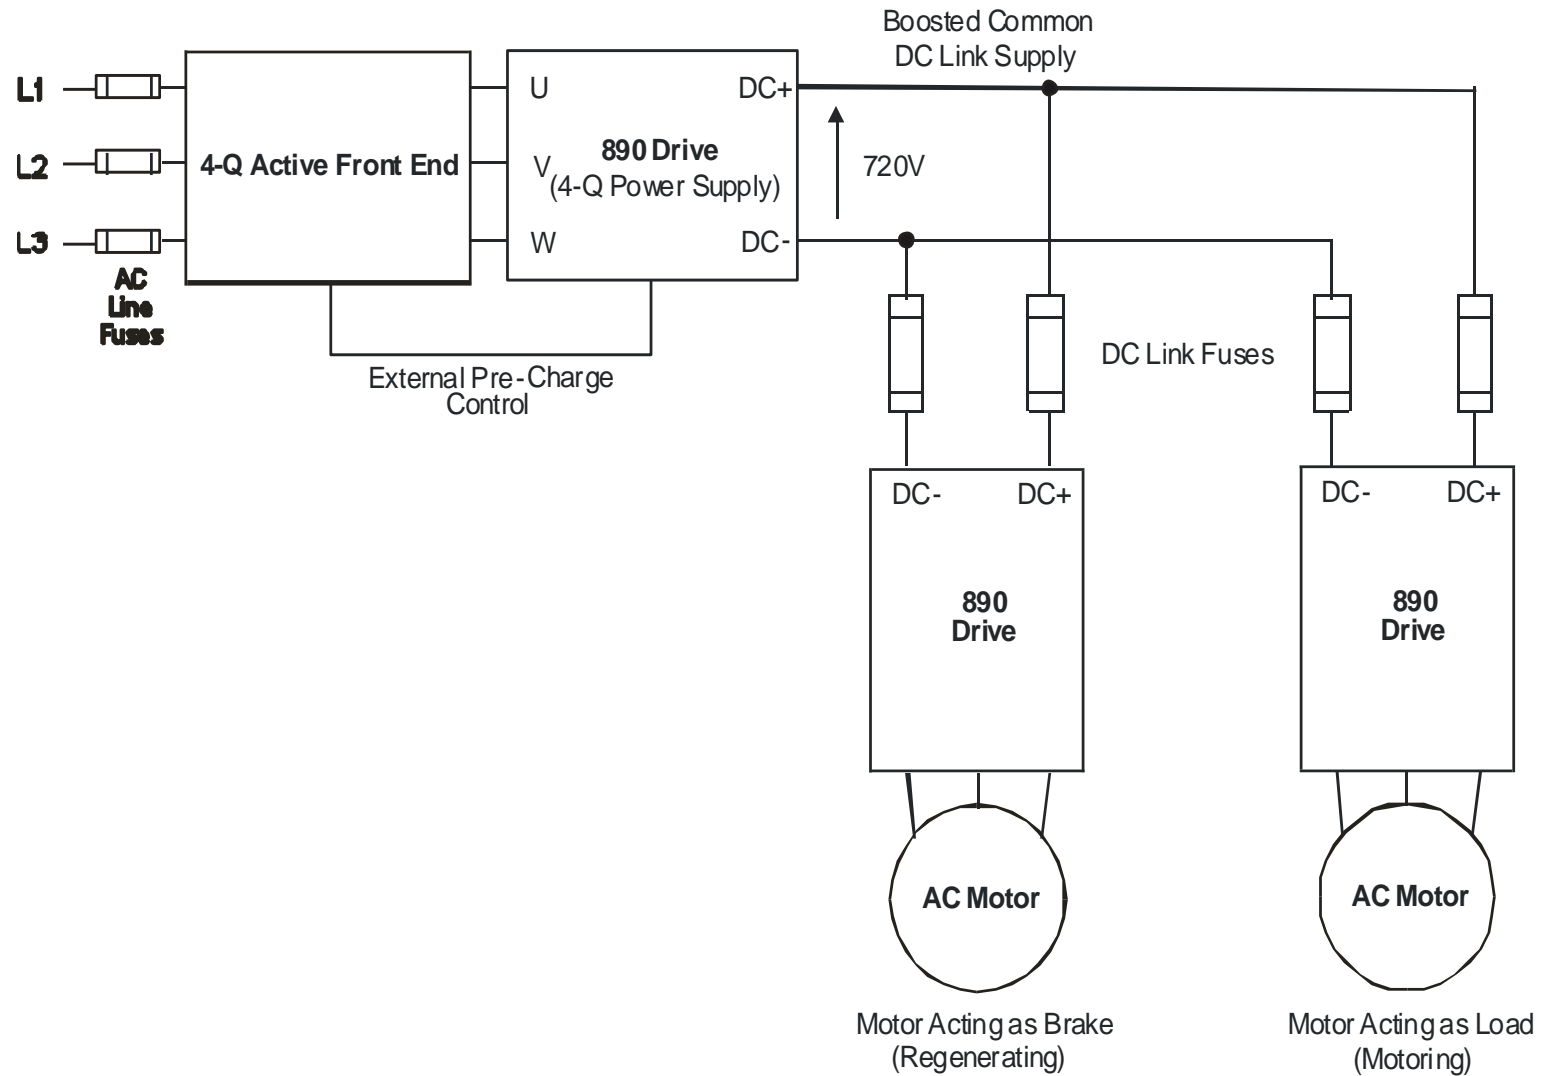 Boosted Common
DC Link Supply
L1
L2
L3
AC
Line
Fuses
4-Q Active Front End
U
V
W
890 Drive
(4-Q Power Supply)
DC+
DC-
720V
External Pre-Charge
Control
DC Link Fuses
DC-
DC+
890
Drive
AC Motor
Motor Acting as Brake
(Regenerating)
DC-
DC+
890
Drive
AC Motor
Motor Acting as Load
(Motoring)